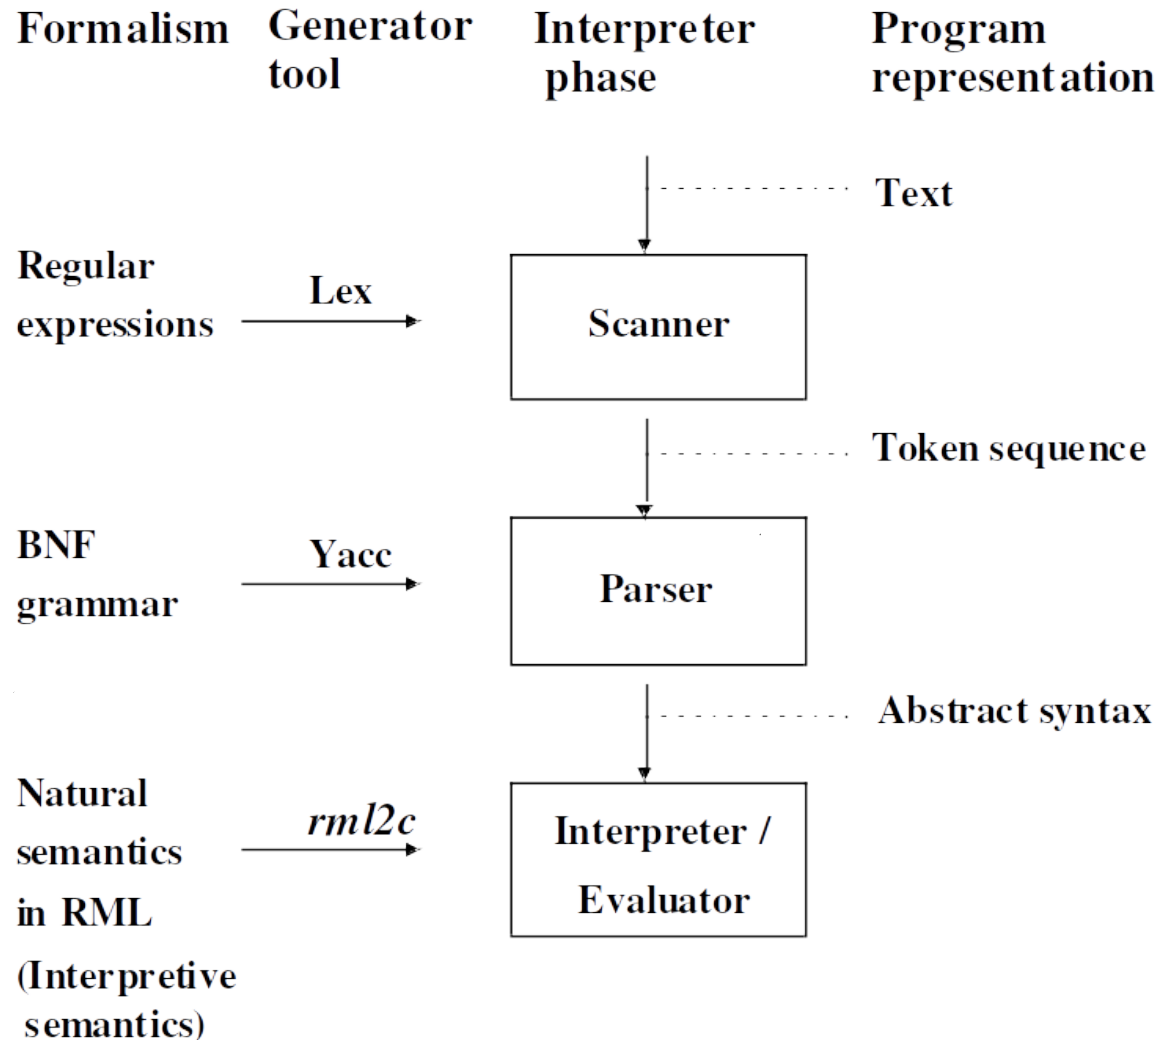 Formalism
Generator
tool
Interpreter
phase
Program
representation
Text
Regular
expressions
Lex
Scanner
Token sequence
BNF
grammar
Yacc
Parser
Abstract syntax
Natural
semantics
in RML
(Interpretive
semantics)
rml2c
Interpreter /
Evaluator